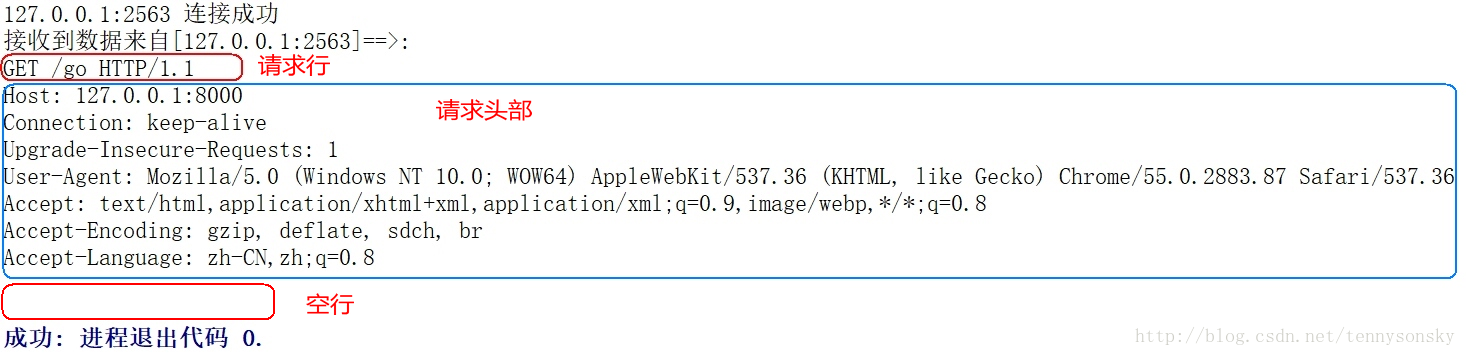 127.0.0.1:2563 连接成功
接收到数据来自[127.0.0.1:2563]==>:
GET /go HTTP/1.1 请求行
Host: 127.0.0.1:8000
请求头部
Connection: keep-alive
Upgrade-Insecure-Requests: 1
User-Agent: Mozilla/5.0 (Windows NT 10.0; WOW64) AppleWebKit/537.36 (KHTML, like Gecko) Chrome/55.0.2883.87 Safari/537.36
Accept: text/html,application/xhtml+xml,application/xml;q=0.9,image/webp,*/*;q=0.8
Accept-Encoding: gzip, deflate, sdch, br
Accept-Language: zh-CN,zh;q=0.8
空行
成功: 进程退出代码 0.
http://blog.csdn.net/tennysonsky